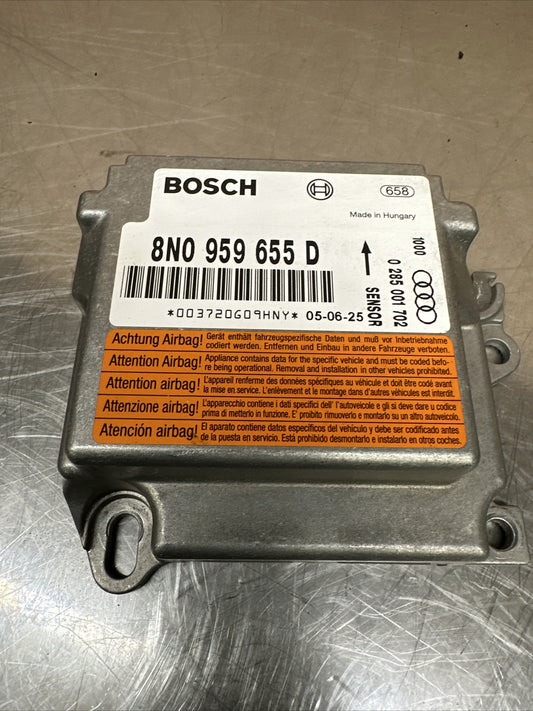 BOSCH
658
Made in Hungary
8N0 959 655 D
*003720G09HNY* 05-06-25
SENSOR
0 285 001 702
1000
Achtung Airbag! Gerät enthält fahrzeugspezifische Daten und muß vor Inbetriebnahme
codiert werden. Entfernen und Einbau in andere Fahrzeuge verboten.
Attention Airbag! Appliance contains data for the specific vehicle and must be coded befo-
re being operated. Removal and installation in other vehicles prohibited.
Attention airbag! L'appareil renferme des données spécifiques au véhicule et doit être codé avant
la mise en service. L'enlèvement et le montage dans d'autres véhicules est interdit.
Attenzione airbag! L'apparecchio contiene i dati specifici dell' l'autoveicole e gli si deve dare u codice
prima di metterlo in funzione. E' proibito rimuoverlo e montarlo su un altro autoveicolo.
Atención airbag! El aparato contiene datos específicos del vehículo y debe ser codificado antes
de la puesta en servicio. Está prohibido desmontarlo e instalarlo en otros coches.